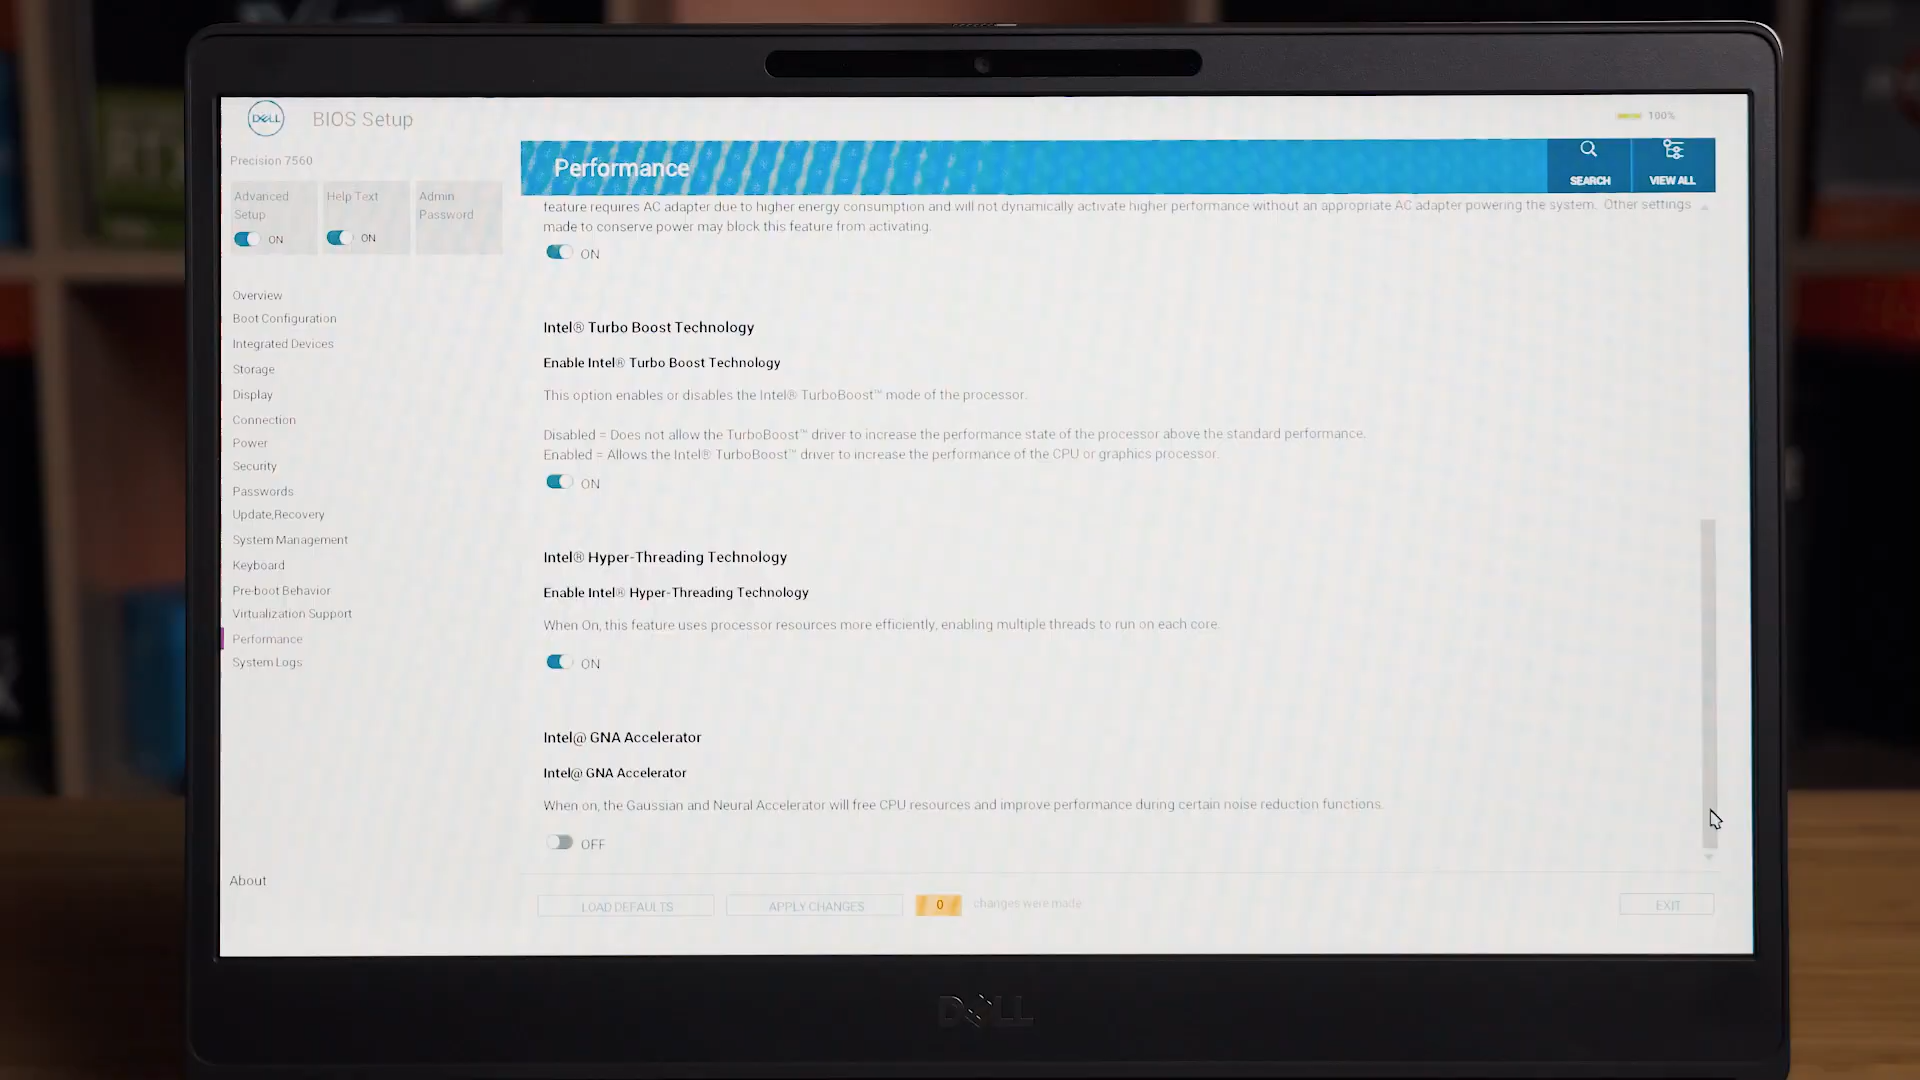 DELL
BIOS Setup
100%
Precision 7560
Advanced Setup
ON
Help Text
ON
Admin Password
Performance
SEARCH
VIEW ALL
feature requires AC adapter due to higher energy consumption and will not dynamically activate higher performance without an appropriate AC adapter powering the system. Other settings
made to conserve power may block this feature from activating.
ON
Overview
Boot Configuration
Integrated Devices
Storage
Display
Connection
Power
Security
Passwords
Update,Recovery
System Management
Keyboard
Pre-boot Behavior
Virtualization Support
Performance
System Logs
About
Intel® Turbo Boost Technology
Enable Intel® Turbo Boost Technology
This option enables or disables the Intel® TurboBoost™ mode of the processor.
Disabled = Does not allow the TurboBoost™ driver to increase the performance state of the processor above the standard performance.
Enabled = Allows the Intel® TurboBoost™ driver to increase the performance of the CPU or graphics processor.
ON
Intel® Hyper-Threading Technology
Enable Intel® Hyper-Threading Technology
When On, this feature uses processor resources more efficiently, enabling multiple threads to run on each core.
ON
Intel@ GNA Accelerator
Intel@ GNA Accelerator
When on, the Gaussian and Neural Accelerator will free CPU resources and improve performance during certain noise reduction functions.
OFF
LOAD DEFAULTS
APPLY CHANGES
0 changes were made
EXIT
DELL